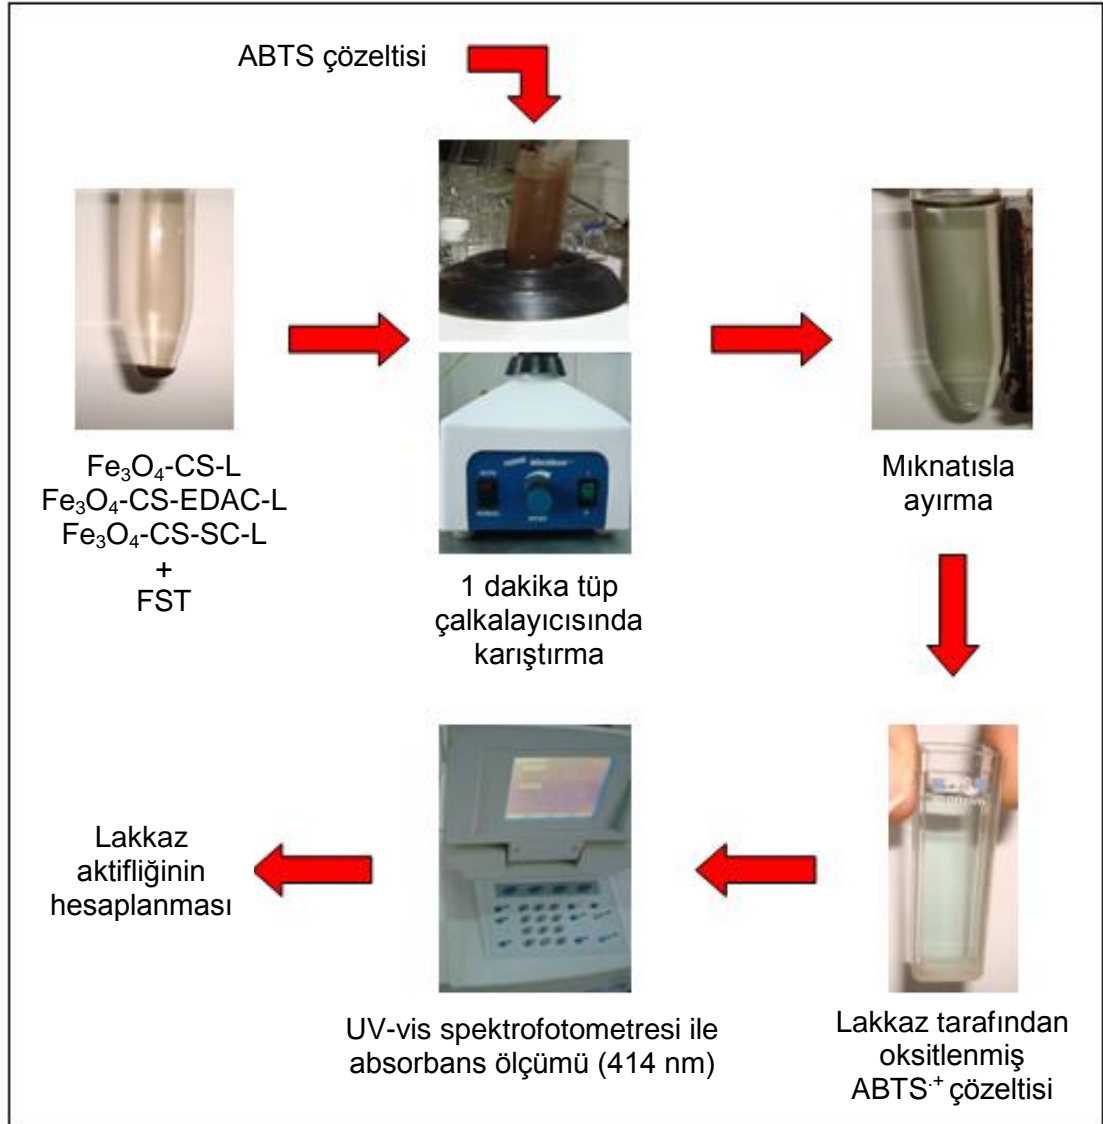 ABTS çözeltisi
Fe₃O₄-CS-L
Fe₃O₄-CS-EDAC-L
Fe₃O₄-CS-SC-L
+
FST
1 dakika tüp
çalkalayıcısında
karıştırma
Mıknatısla
ayırma
Lakkaz tarafından
oksitlenmiş
ABTS·⁺ çözeltisi
UV-vis spektrofotometresi ile
absorbans ölçümü (414 nm)
Lakkaz
aktifliğinin
hesaplanması